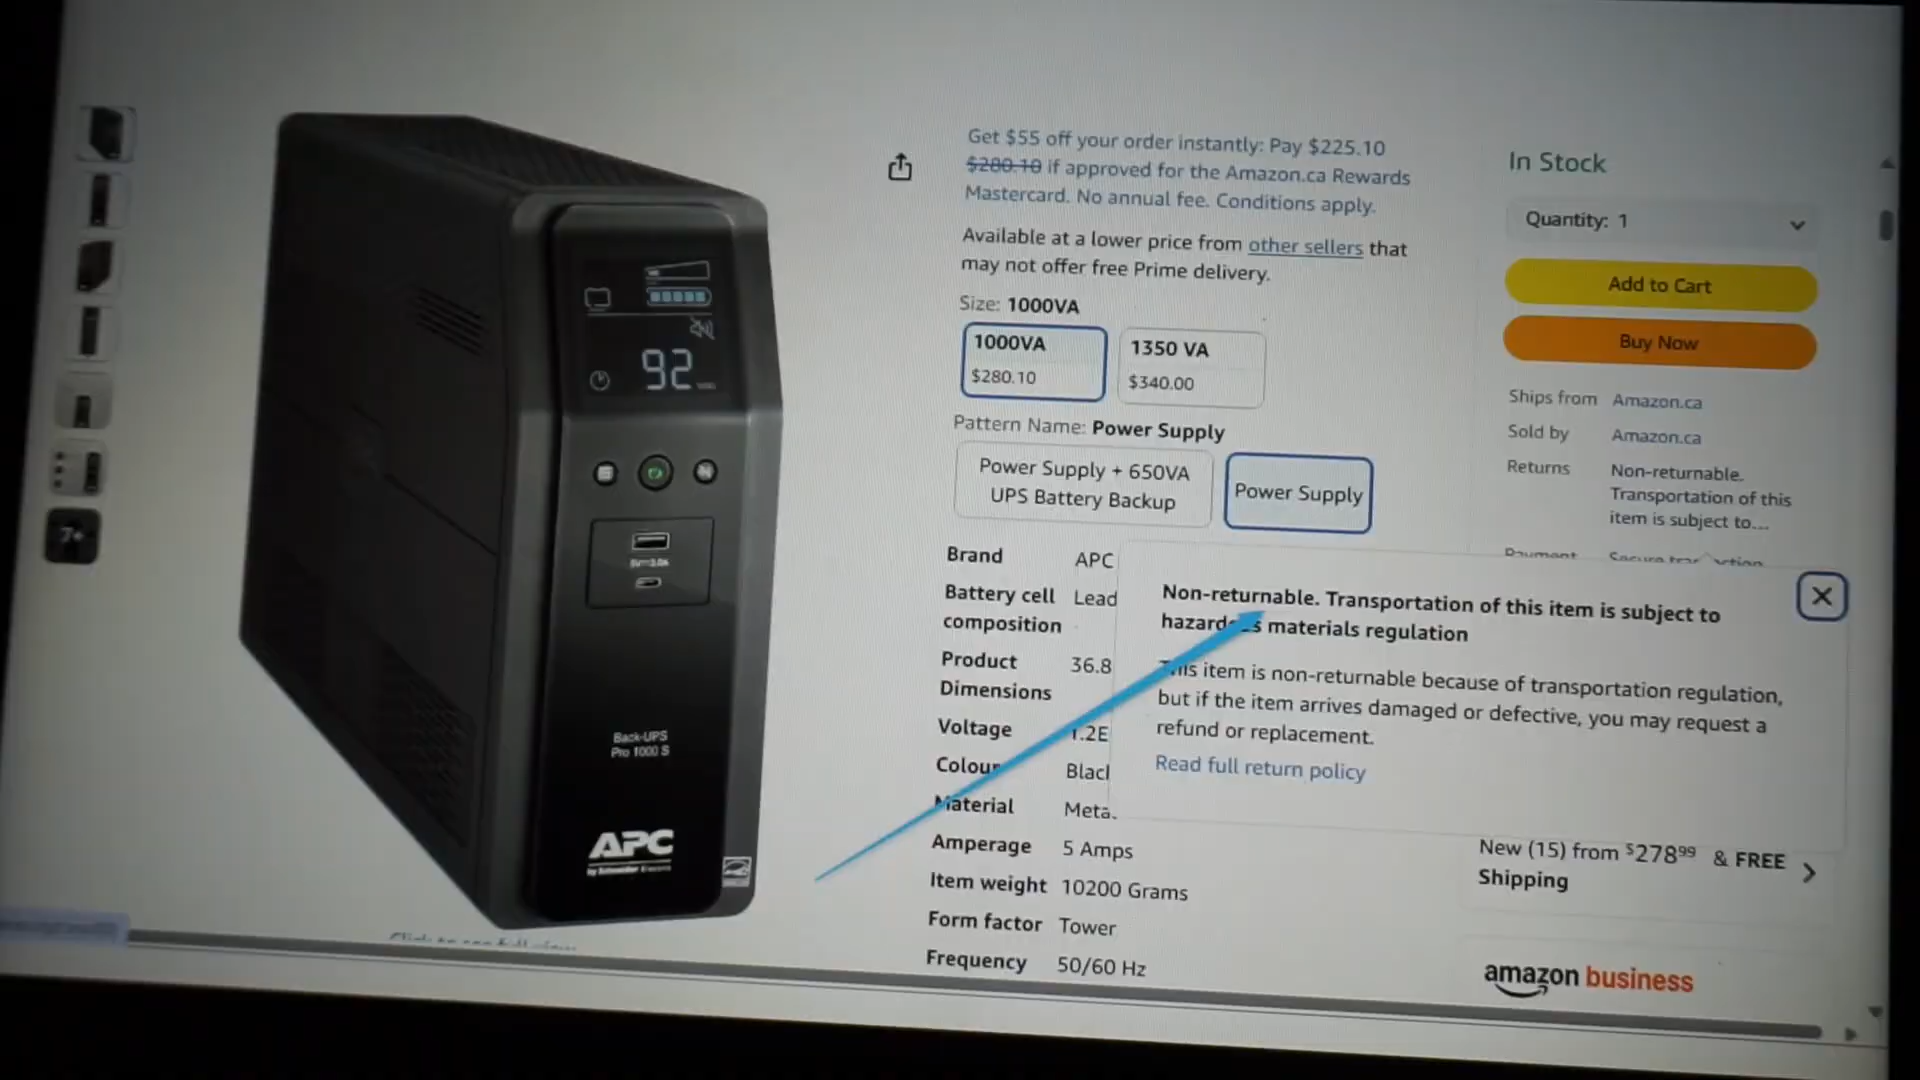 Get $55 off your order instantly: Pay $225.10
$280.10 if approved for the Amazon.ca Rewards
Mastercard. No annual fee. Conditions apply.
Available at a lower price from other sellers that
may not offer free Prime delivery.
Size: 1000VA
1000VA
$280.10
1350 VA
$340.00
Pattern Name: Power Supply
Power Supply + 650VA
UPS Battery Backup
Power Supply
Brand APC
Battery cell Lead
composition
Product 36.8
Dimensions
Voltage 1.2E
Colour
Material
Amperage 5 Amps
Item weight 10200 Grams
Form factor Tower
Frequency 50/60 Hz
In Stock
Quantity: 1
Add to Cart
Buy Now
Ships from Amazon.ca
Sold by Amazon.ca
Returns Non-returnable.
Transportation of this
item is subject to...
Non-returnable. Transportation of this item is subject to
materials regulation
This item is non-returnable because of transportation regulation,
but if the item arrives damaged or defective, you may request a
refund or replacement.
Read full return policy
New (15) from $278⁹⁹ & FREE
Shipping
amazon business
92
Back-UPS
Pro 1000 S
APC
by Schneider Electric
7+